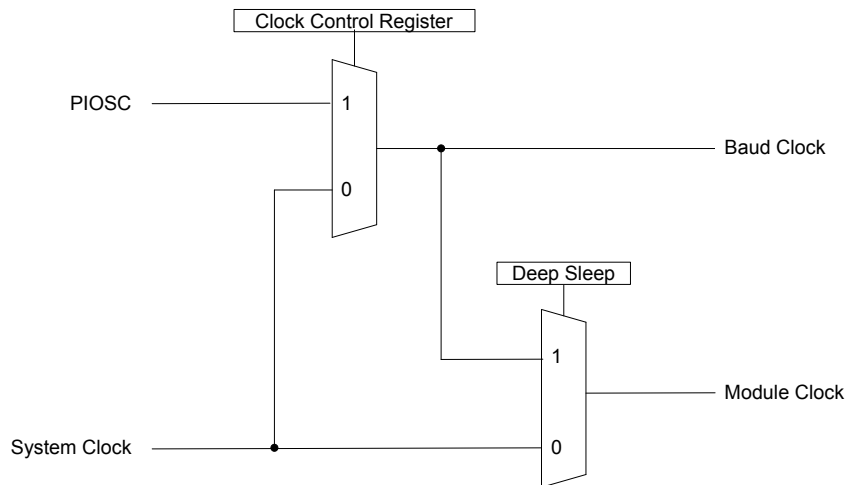 Clock Control Register
PIOSC
1
Baud Clock
0
Deep Sleep
1
Module Clock
System Clock
0